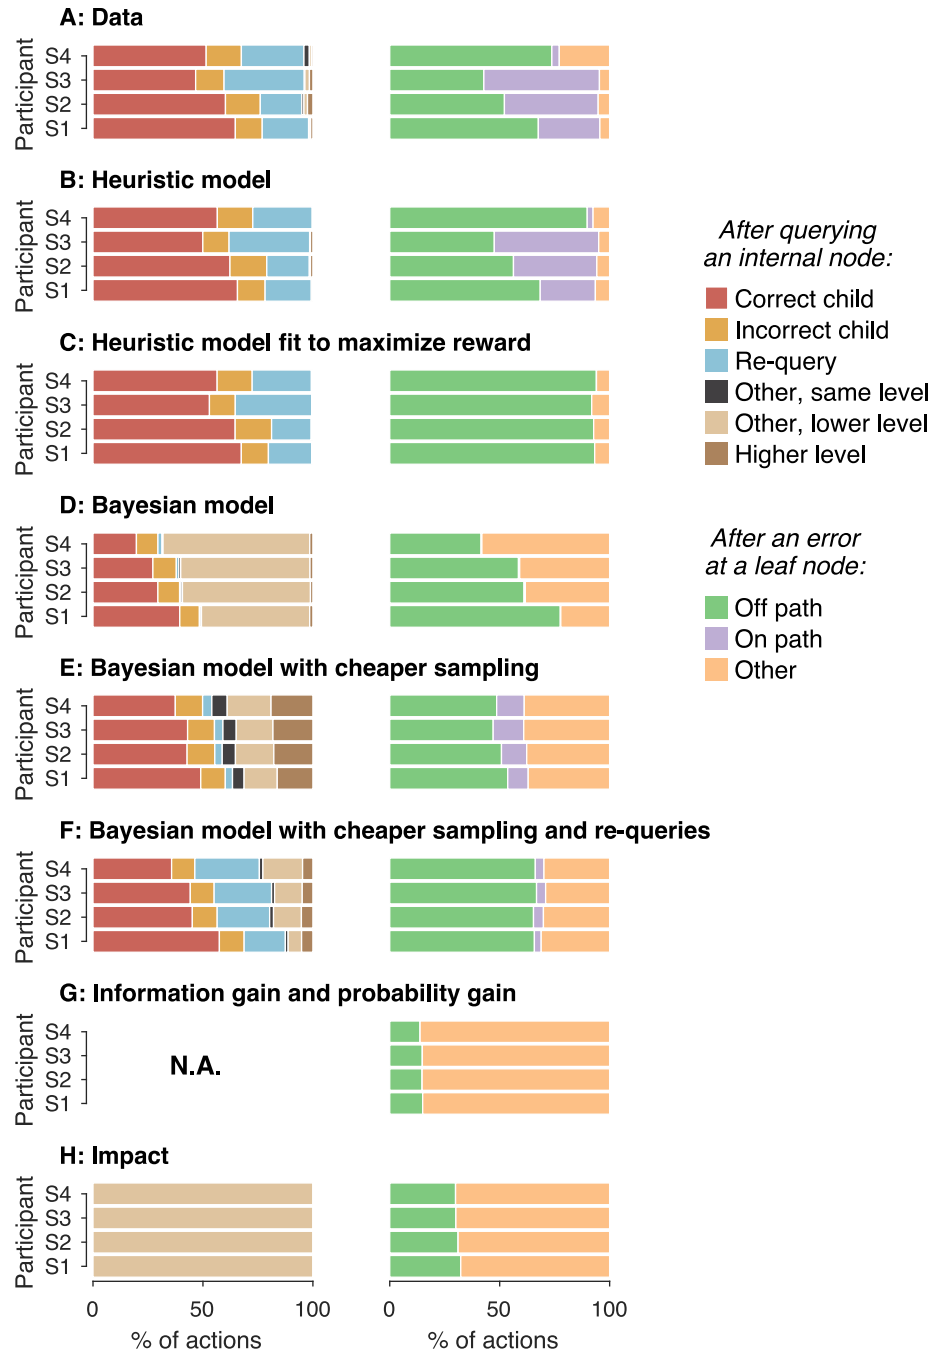 A: Data
Participant
S4
S3
S2
S1
B: Heuristic model
Participant
S4
S3
S2
S1
C: Heuristic model fit to maximize reward
Participant
S4
S3
S2
S1
D: Bayesian model
Participant
S4
S3
S2
S1
E: Bayesian model with cheaper sampling
Participant
S4
S3
S2
S1
F: Bayesian model with cheaper sampling and re-queries
Participant
S4
S3
S2
S1
G: Information gain and probability gain
Participant
S4
S3
S2
S1
N.A.
H: Impact
Participant
S4
S3
S2
S1
0 50 100
% of actions
0 50 100
% of actions
After querying
an internal node:
Correct child
Incorrect child
Re-query
Other, same level
Other, lower level
Higher level
After an error
at a leaf node:
Off path
On path
Other